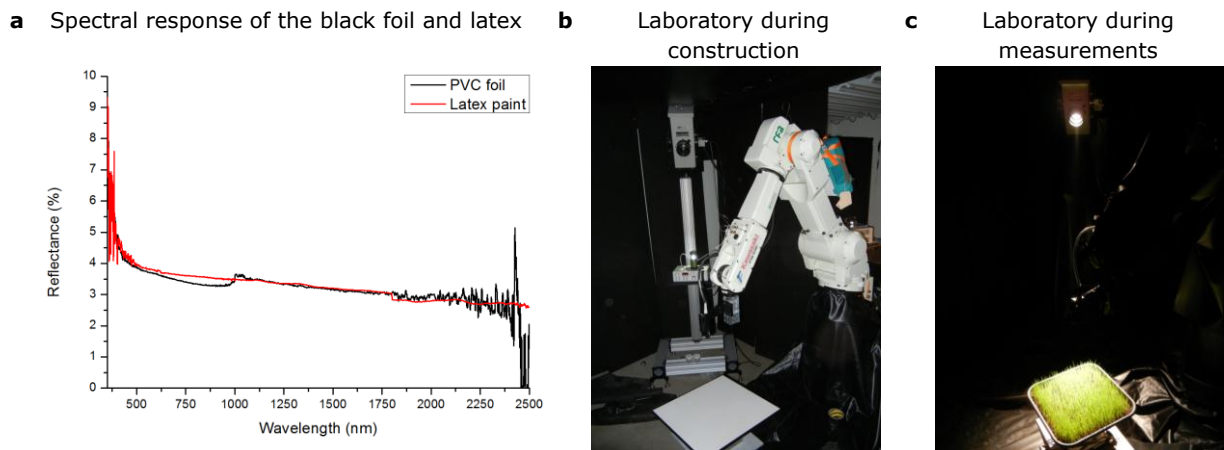 a Spectral response of the black foil and latex
10
9
8
7
6
5
4
3
2
1
0
Reflectance (%)
PVC foil
Latex paint
500 750 1000 1250 1500 1750 2000 2250 2500
Wavelength (nm)
b Laboratory during
construction
Kawasaki
c Laboratory during
measurements